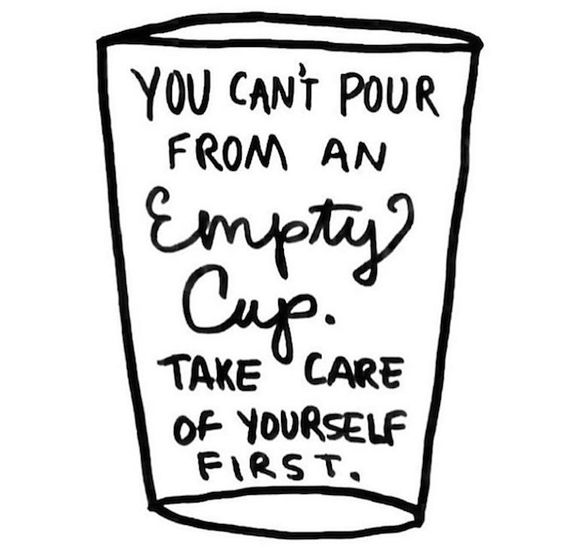 YOU CAN'T POUR
FROM AN
Empty
Cup.
TAKE CARE
OF YOURSELF
FIRST.